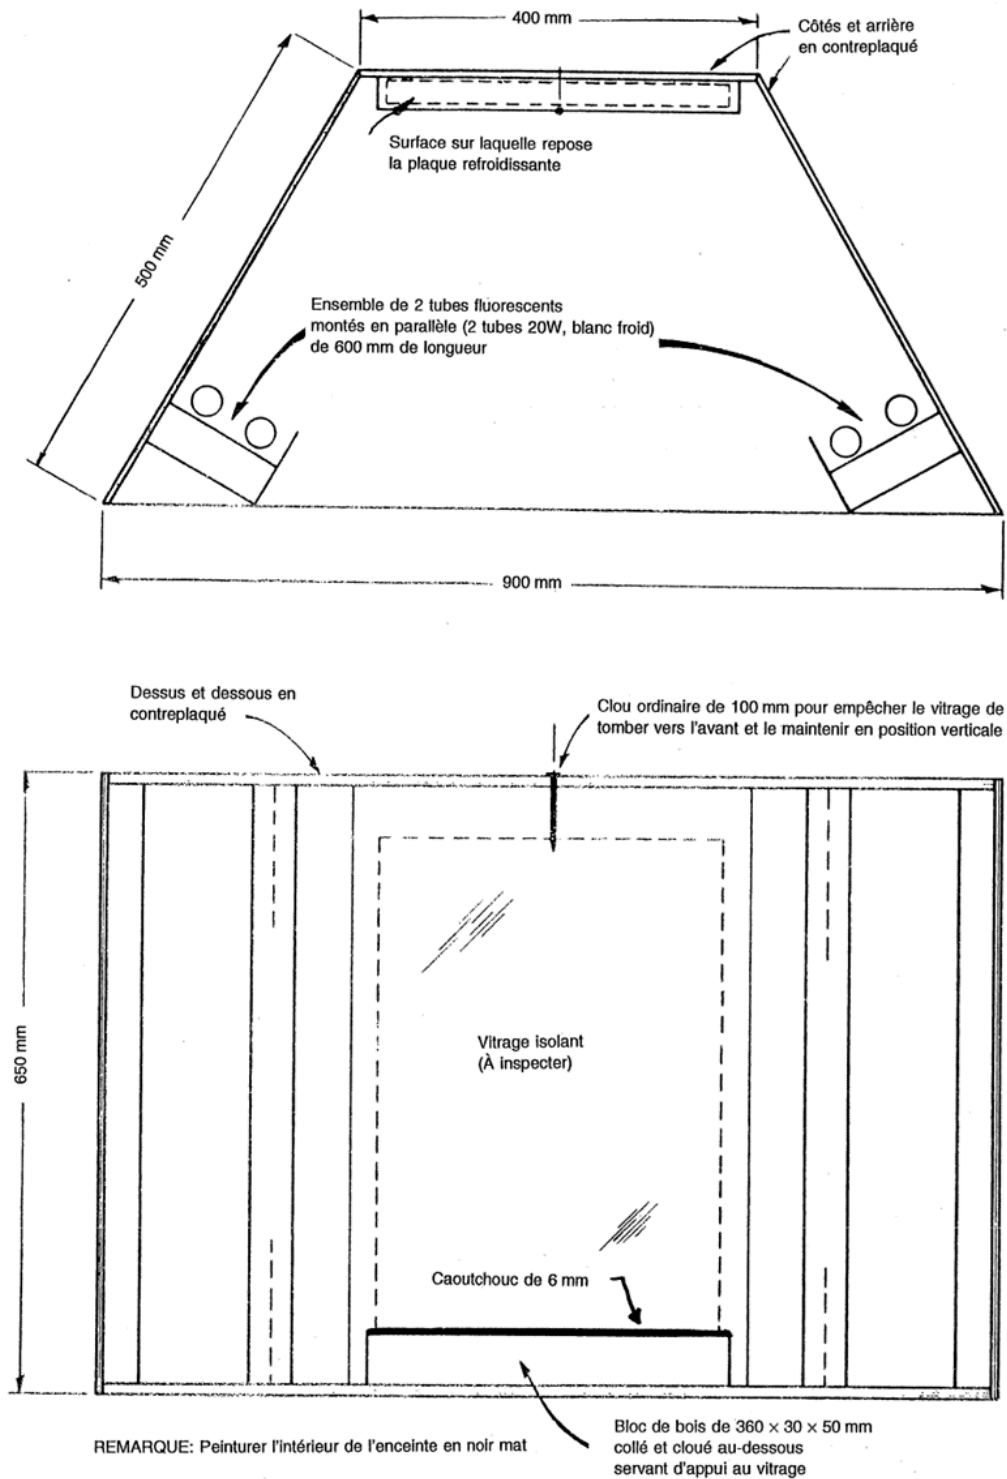 400 mm
Côtés et arrière
en contreplaqué
Surface sur laquelle repose
la plaque refroidissante
500 mm
Ensemble de 2 tubes fluorescents
montés en parallèle (2 tubes 20W, blanc froid)
de 600 mm de longueur
900 mm
Dessus et dessous en
contreplaqué
Clou ordinaire de 100 mm pour empêcher le vitrage de
tomber vers l'avant et le maintenir en position verticale
650 mm
Vitrage isolant
(À inspecter)
Caoutchouc de 6 mm
REMARQUE: Peinturer l'intérieur de l'enceinte en noir mat
Bloc de bois de 360 × 30 × 50 mm
collé et cloué au-dessous
servant d'appui au vitrage